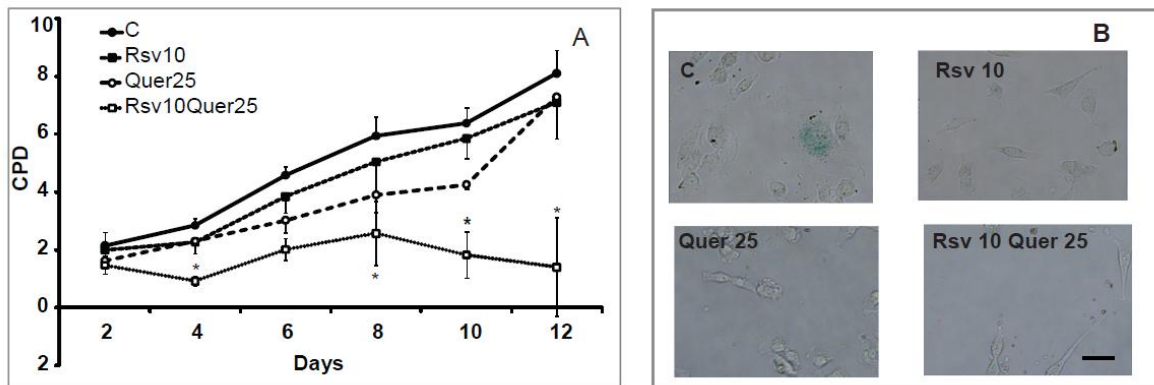 A
C
Rsv10
Quer25
Rsv10Quer25
10
8
6
4
2
0
2
CPD
* * * *
2 4 6 8 10 12
Days
B
C
Rsv 10
Quer 25
Rsv 10 Quer 25